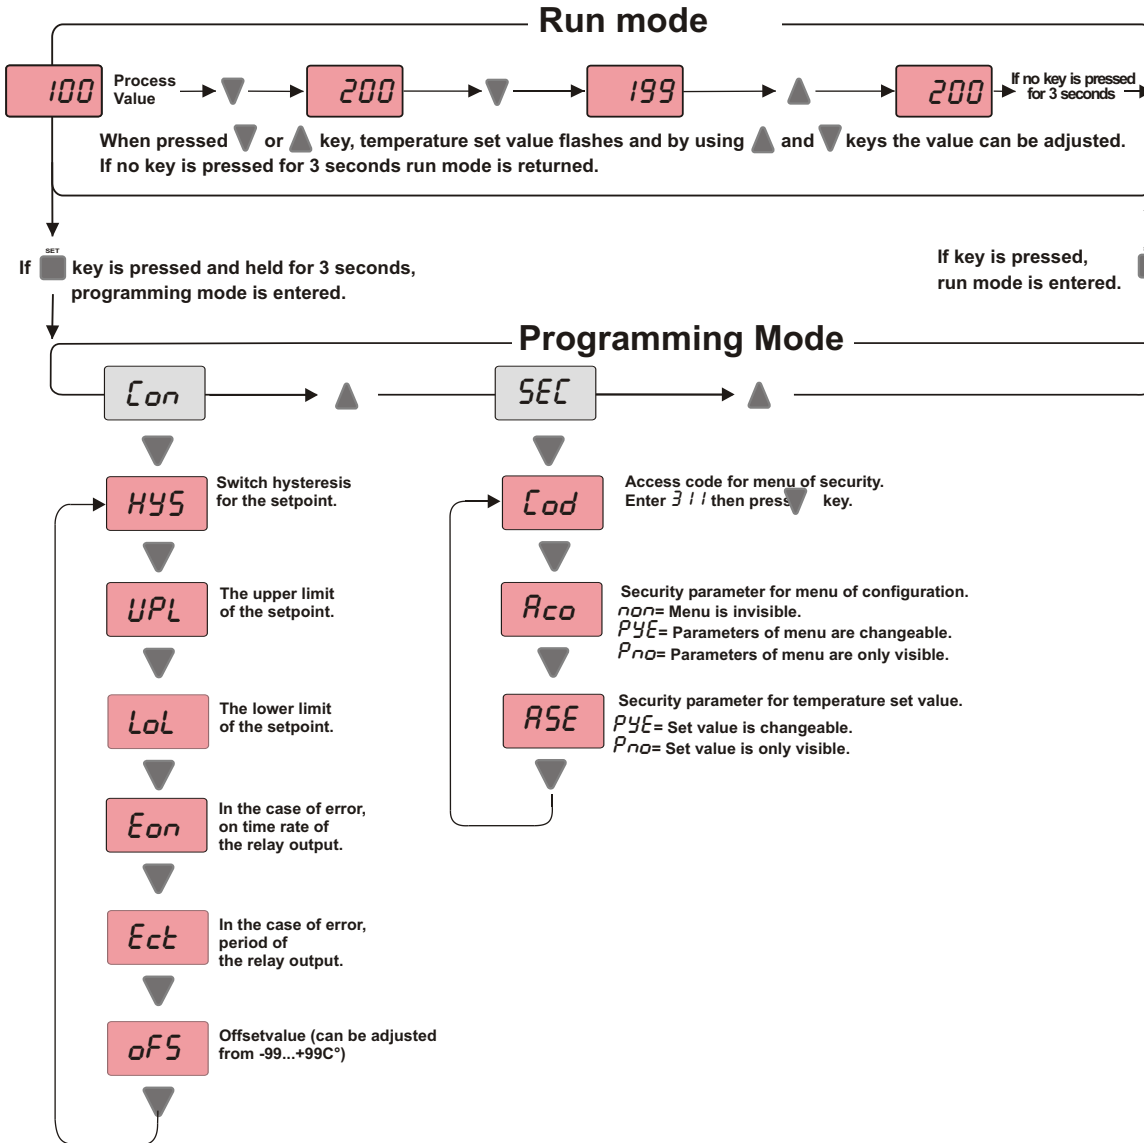 Run mode
100
Process
Value
200
199
200
If no key is pressed
for 3 seconds
When pressed or key, temperature set value flashes and by using and keys the value can be adjusted.
If no key is pressed for 3 seconds run mode is returned.
SET
If key is pressed and held for 3 seconds,
programming mode is entered.
If key is pressed,
run mode is entered.
Programming Mode
Con
SEC
HYS
Switch hysteresis
for the setpoint.
UPL
The upper limit
of the setpoint.
LoL
The lower limit
of the setpoint.
Eon
In the case of error,
on time rate of
the relay output.
Ect
In the case of error,
period of
the relay output.
oFS
Offsetvalue (can be adjusted
from -99...+99C°)
Cod
Access code for menu of security.
Enter 311 then press key.
Aco
Security parameter for menu of configuration.
non= Menu is invisible.
PYE= Parameters of menu are changeable.
Pno= Parameters of menu are only visible.
ASE
Security parameter for temperature set value.
PYE= Set value is changeable.
Pno= Set value is only visible.